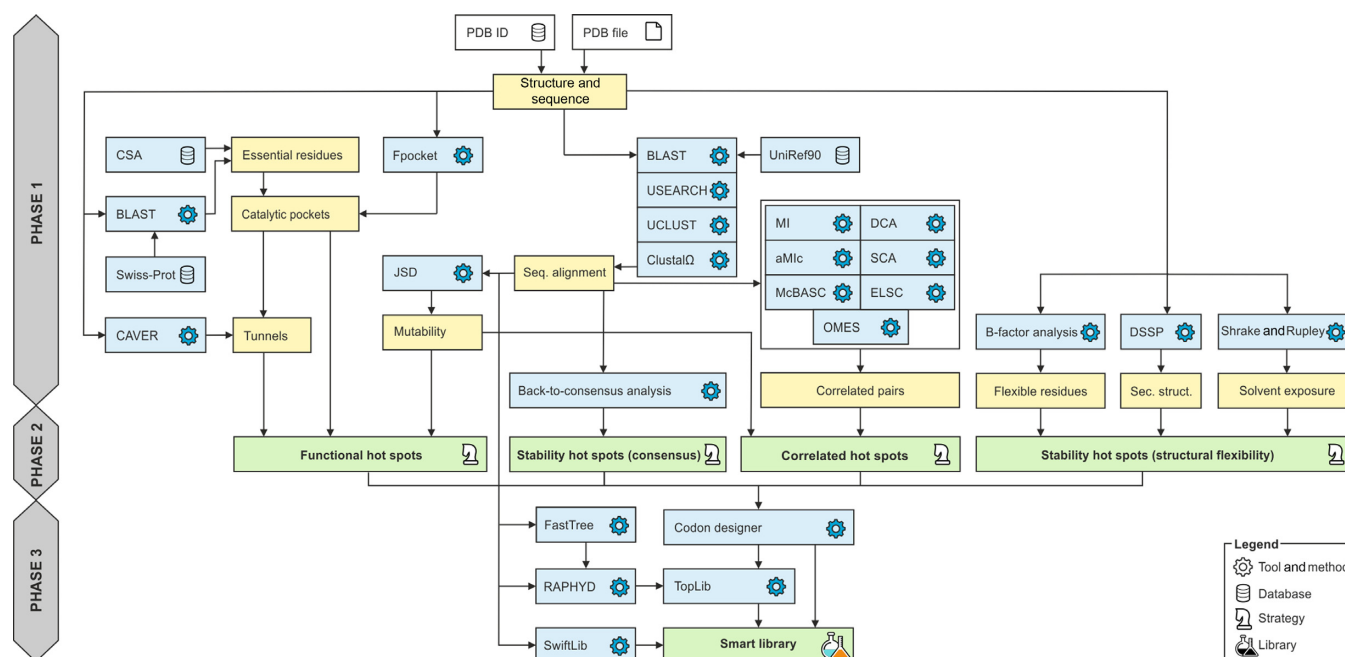 PHASE 1
PHASE 2
PHASE 3
PDB ID
PDB file
Structure and
sequence
CSA
Essential residues
Fpocket
BLAST
UniRef90
USEARCH
BLAST
Catalytic pockets
UCLUST
MI
DCA
Swiss-Prot
JSD
Seq. alignment
ClustalΩ
aMIc
SCA
McBASC
ELSC
CAVER
Tunnels
Mutability
OMES
B-factor analysis
DSSP
Shrake and Rupley
Back-to-consensus analysis
Correlated pairs
Flexible residues
Sec. struct.
Solvent exposure
Functional hot spots
Stability hot spots (consensus)
Correlated hot spots
Stability hot spots (structural flexibility)
FastTree
Codon designer
RAPHYD
TopLib
SwiftLib
Smart library
Legend
Tool and method
Database
Strategy
Library